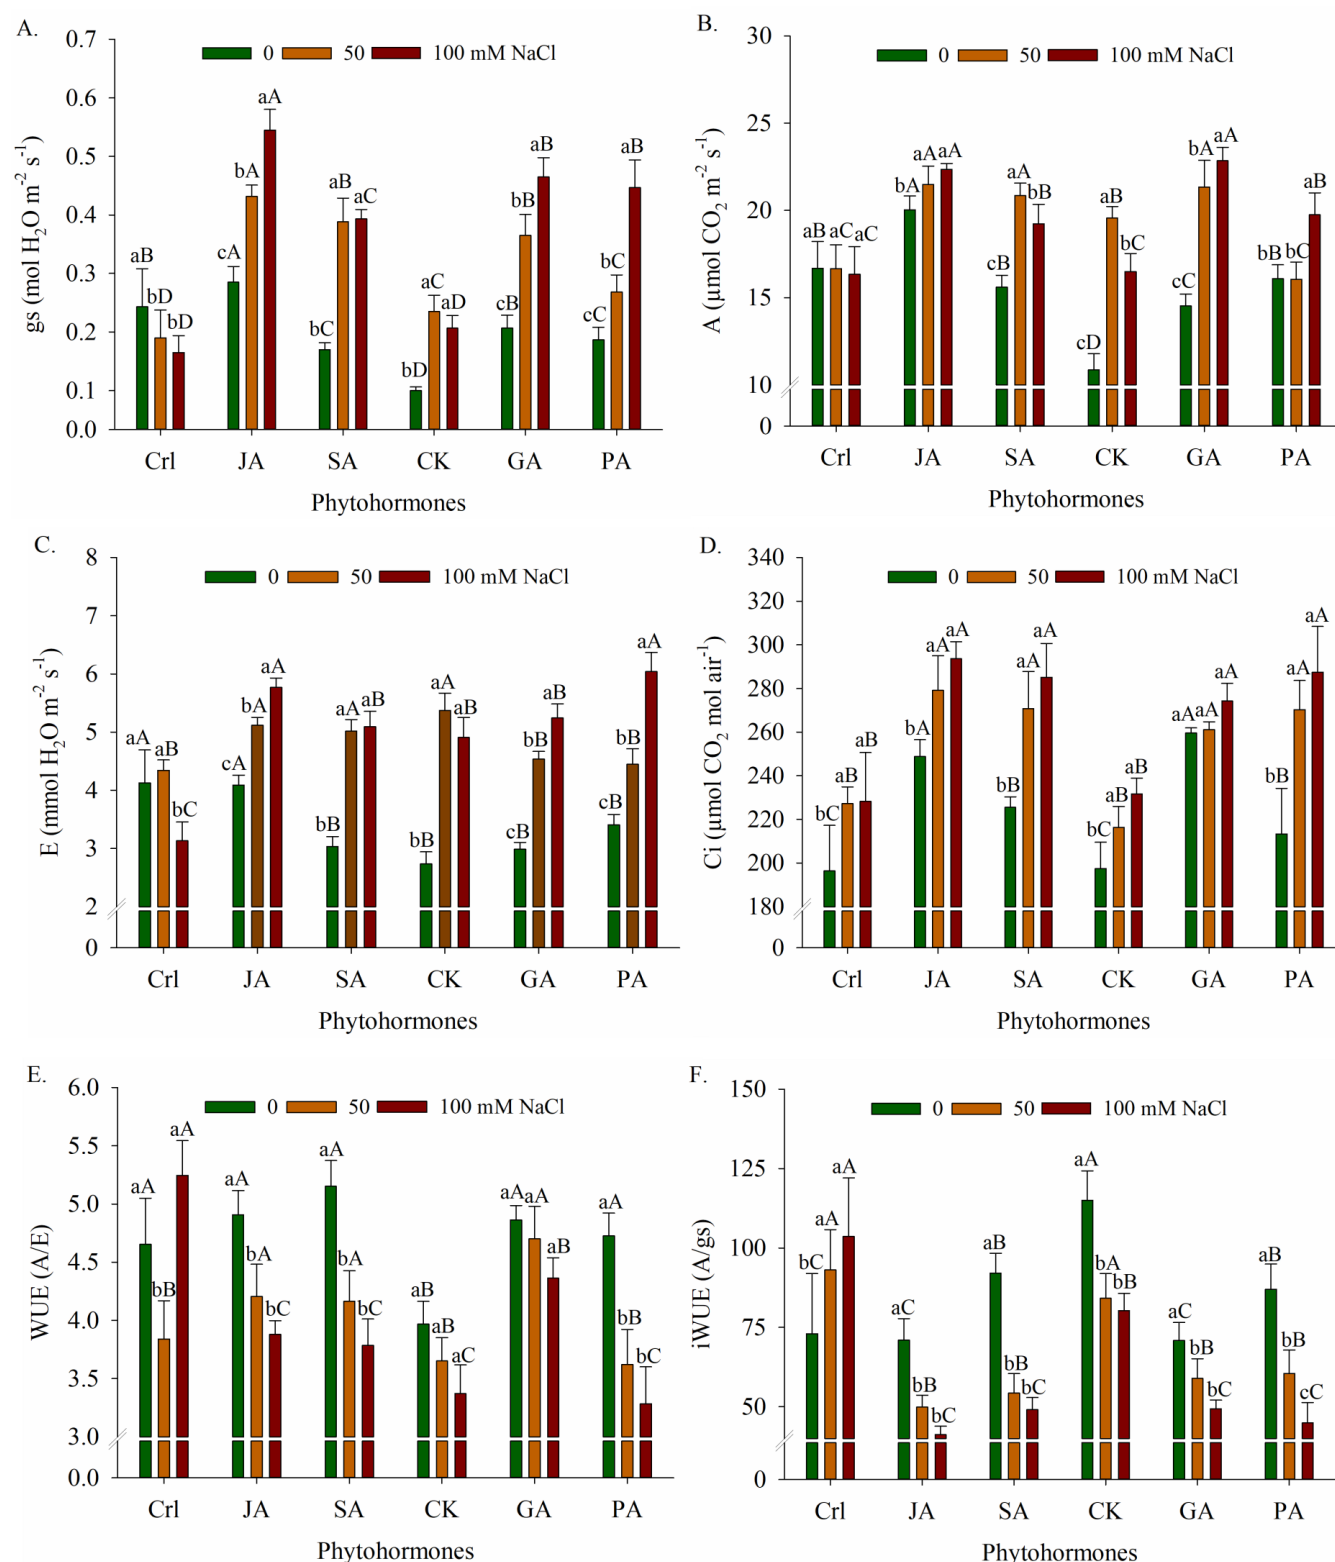 A.
0 50 100 mM NaCl
0.7
0.6
0.5
0.4
0.3
0.2
0.1
0.0
gs (mol H₂O m⁻² s⁻¹)
aB bD bD
cA bA aA
bC aB aC
bD aC aD
cB bB aB
cC bC aB
Crl JA SA CK GA PA
Phytohormones
B.
0 50 100 mM NaCl
30
25
20
15
10
0
A (µmol CO₂ m⁻² s⁻¹)
aB aC aC
bA aA aA
cB aA bB
cD aB bC
cC bA aA
bB bC aB
Crl JA SA CK GA PA
Phytohormones
C.
0 50 100 mM NaCl
8
7
6
5
4
3
2
0
E (mmol H₂O m⁻² s⁻¹)
aA aB bC
cA bA aA
bB aA aB
bB aA aB
cB bB aB
cB bB aA
Crl JA SA CK GA PA
Phytohormones
D.
0 50 100 mM NaCl
340
320
300
280
260
240
220
200
180
0
Ci (µmol CO₂ mol air⁻¹)
bC aB aB
bA aA aA
bB aA aA
bC aB aB
aA aA aA
bB aA aA
Crl JA SA CK GA PA
Phytohormones
E.
0 50 100 mM NaCl
6.0
5.5
5.0
4.5
4.0
3.5
3.0
0.0
WUE (A/E)
aA bB aA
aA bA bC
aA bA bC
aB aB aC
aA aA aB
aA bB bC
Crl JA SA CK GA PA
Phytohormones
F.
0 50 100 mM NaCl
150
125
100
75
50
0
iWUE (A/gs)
bC aA aA
aC bB bC
aB bB bC
aA bA bB
aC bB bC
aB bB cC
Crl JA SA CK GA PA
Phytohormones